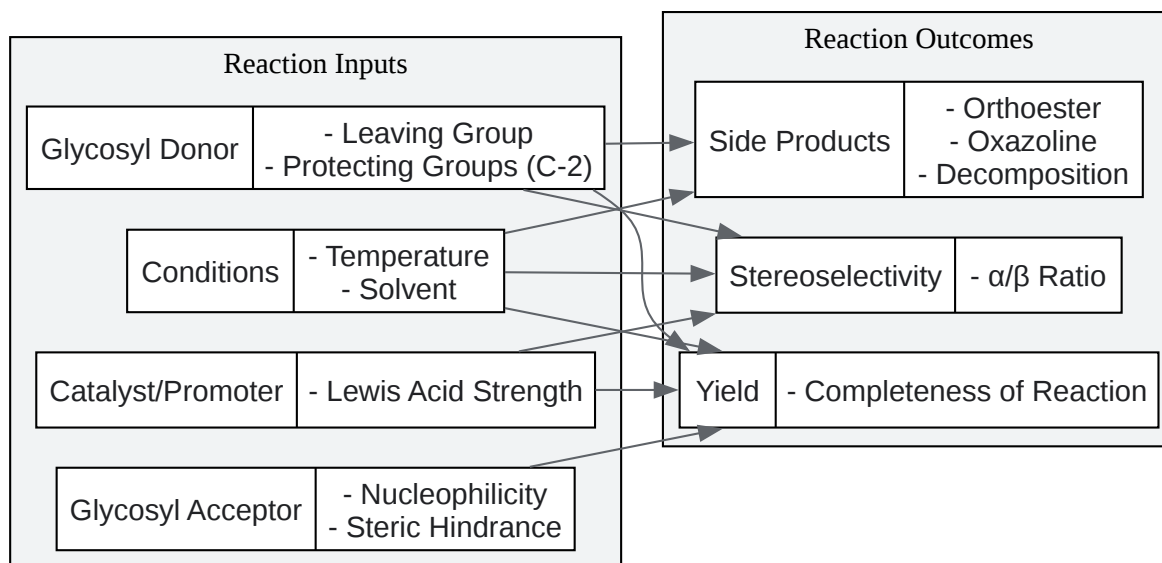 Reaction Inputs
Glycosyl Donor
- Leaving Group
- Protecting Groups (C-2)
Conditions
- Temperature
- Solvent
Catalyst/Promoter
- Lewis Acid Strength
Glycosyl Acceptor
- Nucleophilicity
- Steric Hindrance
Reaction Outcomes
Side Products
- Orthoester
- Oxazoline
- Decomposition
Stereoselectivity
- α/β Ratio
Yield
- Completeness of Reaction